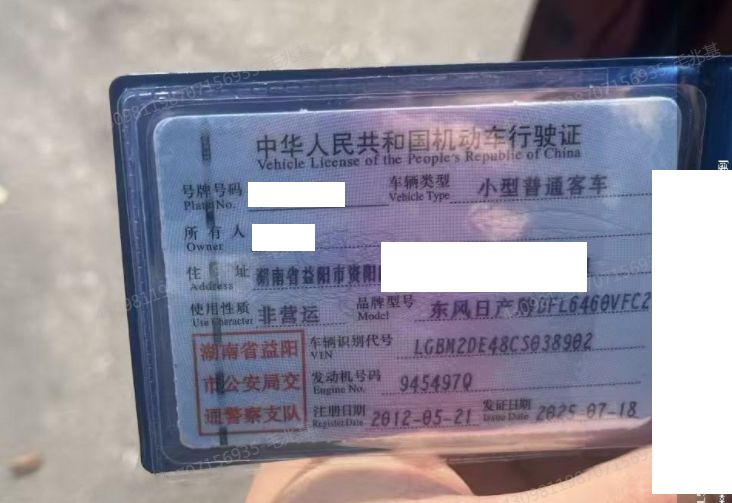 中华人民共和国机动车行驶证
Vehicle License of the People's Republic of China
号牌号码 车辆类型 小型普通客车
Plate No. Vehicle Type
所有人
Owner
住址 湖南省益阳市资阳
Address
使用性质 非营运 品牌型号 东风日产牌DFL6460VFC2
Use Character Model
湖南省益阳
市公安局交
通警察支队
车辆识别代号 LGBM2DE48CS038902
VIN
发动机号码 945497Q
Engine No.
注册日期 2012-05-21 发证日期 2025-07-18
Register Date Issue Date